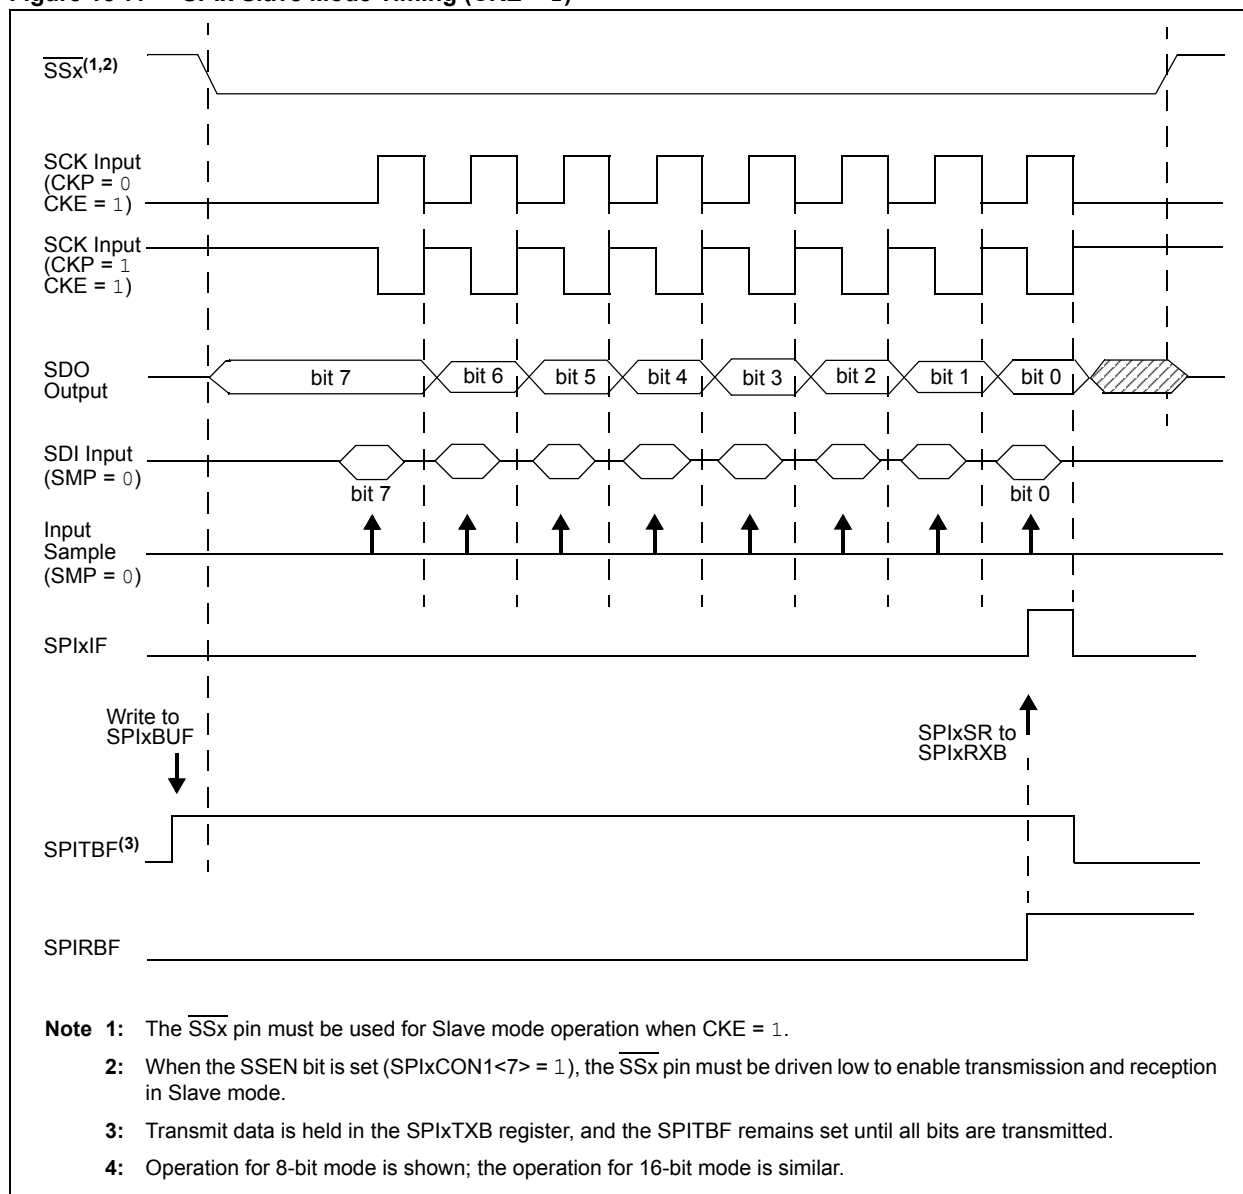 SSx(1,2)
SCK Input
(CKP = 0
CKE = 1)
SCK Input
(CKP = 1
CKE = 1)
SDO
Output
bit 7 bit 6 bit 5 bit 4 bit 3 bit 2 bit 1 bit 0
SDI Input
(SMP = 0)
bit 7 bit 0
Input
Sample
(SMP = 0)
SPIxIF
Write to
SPIxBUF
SPIxSR to
SPIxRXB
SPITBF(3)
SPIRBF
Note 1: The SSx pin must be used for Slave mode operation when CKE = 1.
2: When the SSEN bit is set (SPIxCON1<7> = 1), the SSx pin must be driven low to enable transmission and reception
in Slave mode.
3: Transmit data is held in the SPIxTXB register, and the SPITBF remains set until all bits are transmitted.
4: Operation for 8-bit mode is shown; the operation for 16-bit mode is similar.